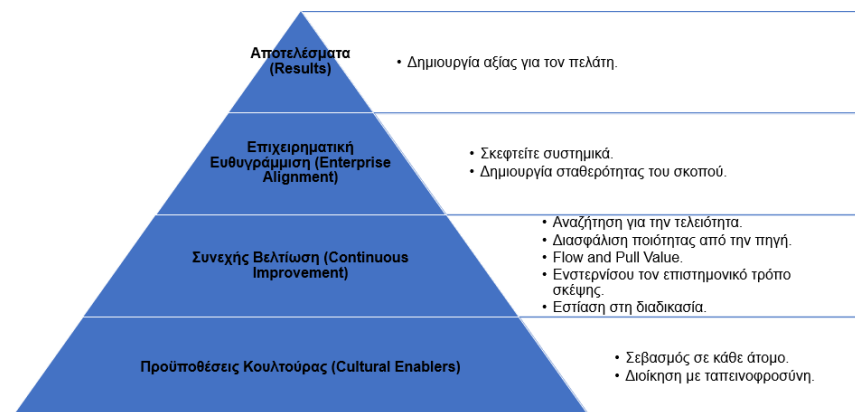 Αποτελέσματα
(Results)
• Δημιουργία αξίας για τον πελάτη.
Επιχειρηματική
Ευθυγράμμιση (Enterprise
Alignment)
• Σκεφτείτε συστημικά.
• Δημιουργία σταθερότητας του σκοπού.
Συνεχής Βελτίωση (Continuous
Improvement)
• Αναζήτηση για την τελειότητα.
• Διασφάλιση ποιότητας από την πηγή.
• Flow and Pull Value.
• Ενστερνίσου τον επιστημονικό τρόπο
σκέψης.
• Εστίαση στη διαδικασία.
Προϋποθέσεις Κουλτούρας (Cultural Enablers)
• Σεβασμός σε κάθε άτομο.
• Διοίκηση με ταπεινοφροσύνη.